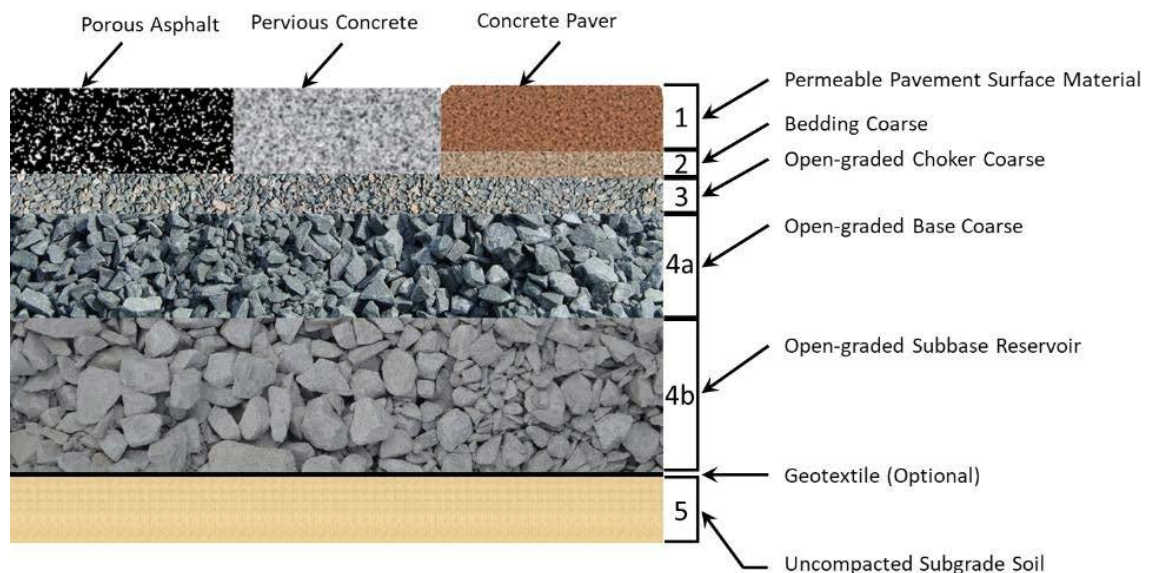 Porous Asphalt
Pervious Concrete
Concrete Paver
1
Permeable Pavement Surface Material
2
Bedding Coarse
3
Open-graded Choker Coarse
4a
Open-graded Base Coarse
4b
Open-graded Subbase Reservoir
Geotextile (Optional)
5
Uncompacted Subgrade Soil